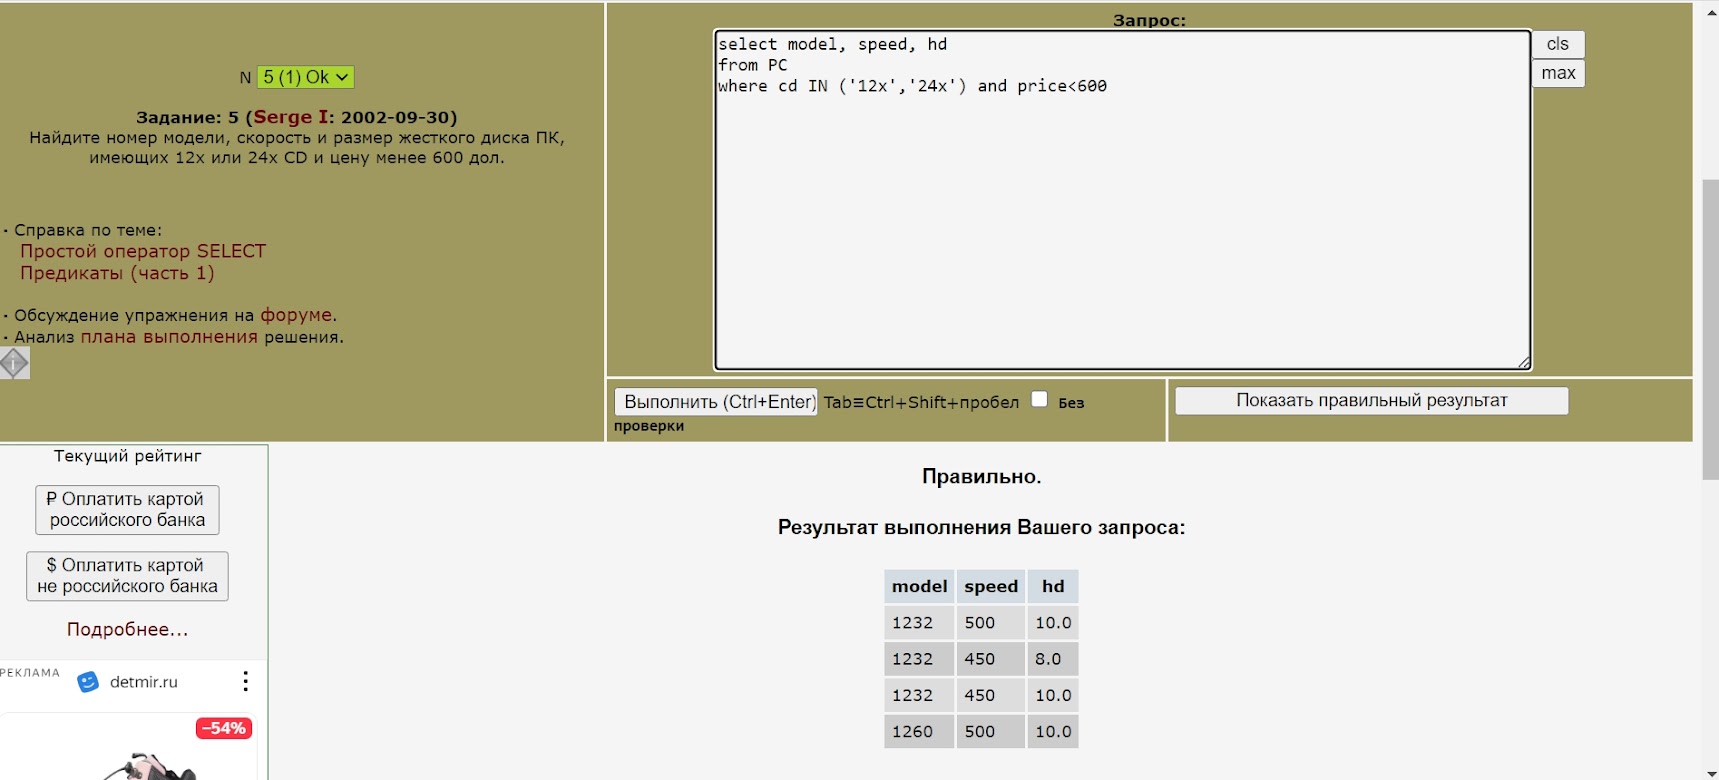 N 5 (1) Ok
Задание: 5 (Serge I: 2002-09-30)
Найдите номер модели, скорость и размер жесткого диска ПК,
имеющих 12x или 24x CD и цену менее 600 дол.
· Справка по теме:
Простой оператор SELECT
Предикаты (часть 1)
· Обсуждение упражнения на форуме.
· Анализ плана выполнения решения.
Запрос:
select model, speed, hd
from PC
where cd IN ('12x','24x') and price<600
cls
max
Выполнить (Ctrl+Enter) Tab≡Ctrl+Shift+пробел Без
проверки
Показать правильный результат
Текущий рейтинг
₽ Оплатить картой
российского банка
$ Оплатить картой
не российского банка
Подробнее...
РЕКЛАМА
detmir.ru
–54%
Правильно.
Результат выполнения Вашего запроса:
model speed hd
1232 500 10.0
1232 450 8.0
1232 450 10.0
1260 500 10.0